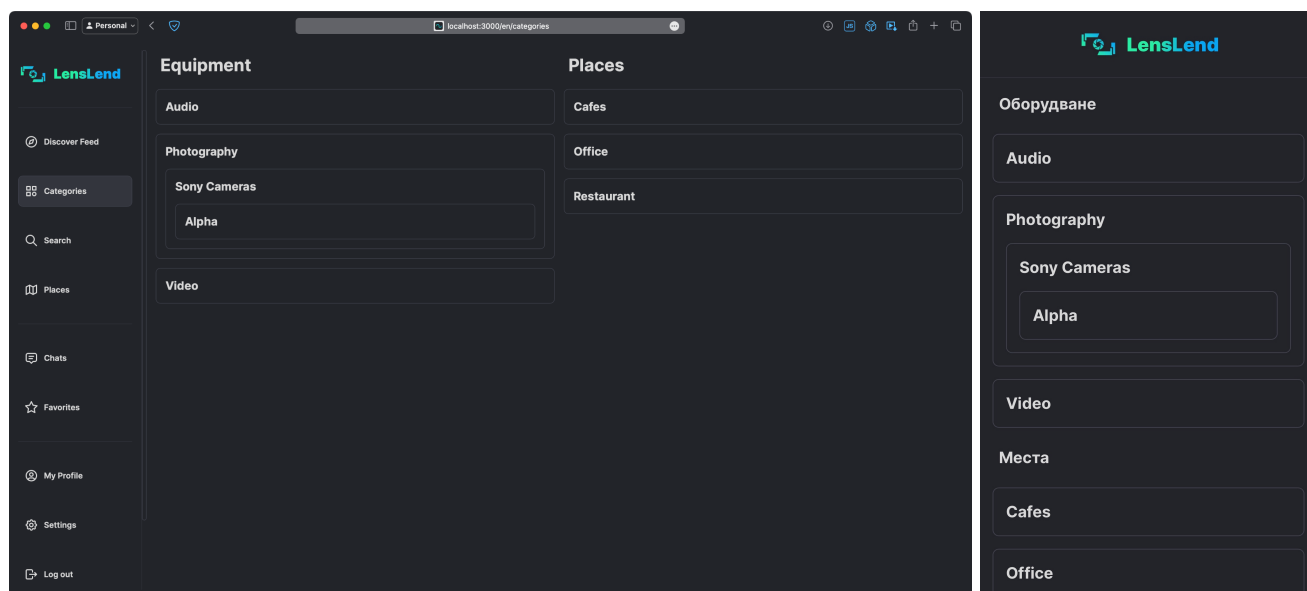 Personal
localhost:3000/en/categories
JS
LensLend
Discover Feed
Categories
Search
Places
Chats
Favorites
My Profile
Settings
Log out
Equipment
Audio
Photography
Sony Cameras
Alpha
Video
Places
Cafes
Office
Restaurant
LensLend
Оборудване
Audio
Photography
Sony Cameras
Alpha
Video
Места
Cafes
Office